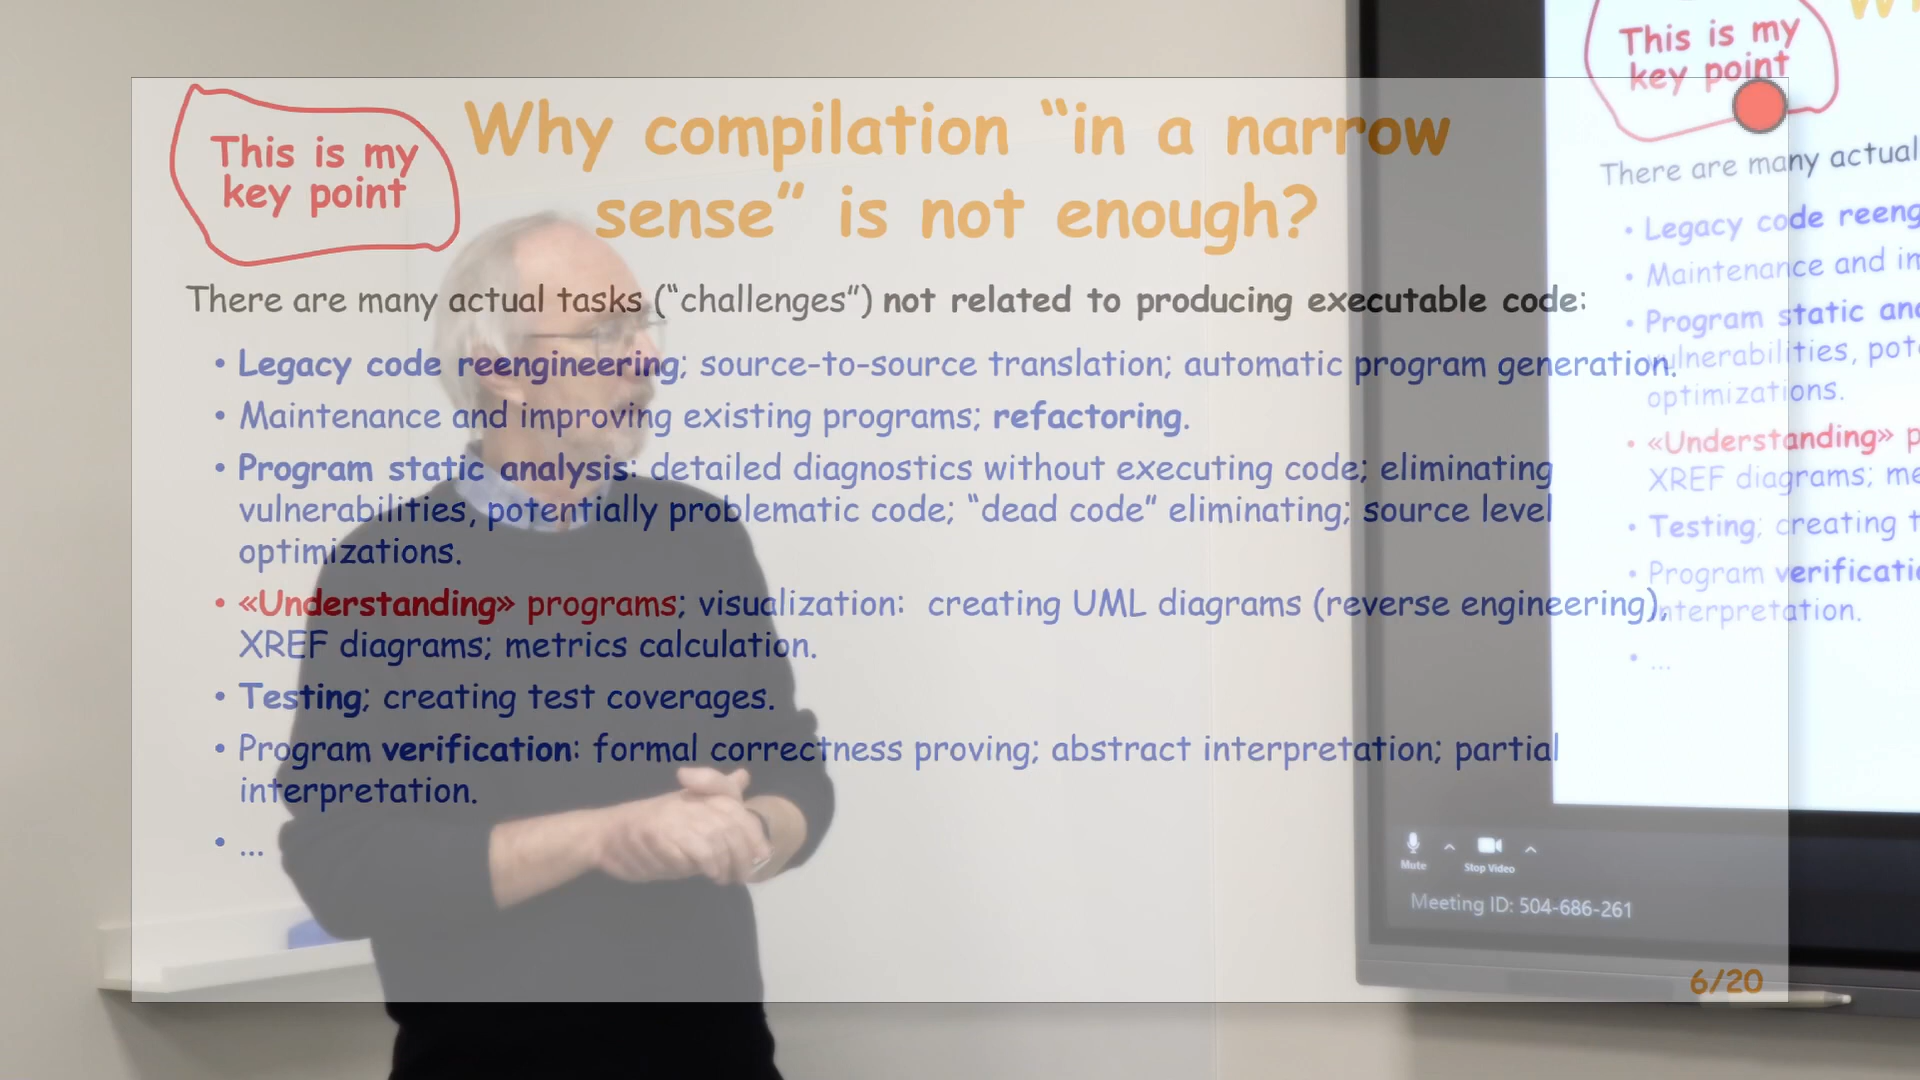 This is my
key point
Why compilation “in a narrow
sense” is not enough?
There are many actual tasks (“challenges”) not related to producing executable code:
• Legacy code reengineering; source-to-source translation; automatic program generation.
• Maintenance and improving existing programs; refactoring.
• Program static analysis: detailed diagnostics without executing code; eliminating
vulnerabilities, potentially problematic code; “dead code” eliminating; source level
optimizations.
• «Understanding» programs; visualization: creating UML diagrams (reverse engineering),
XREF diagrams; metrics calculation.
• Testing; creating test coverages.
• Program verification: formal correctness proving; abstract interpretation; partial
interpretation.
• ...
6/20
This is my
key point
There are many actual
• Legacy code reeng
• Maintenance and im
• Program static ana
vulnerabilities, pot
optimizations.
• «Understanding» p
XREF diagrams; me
• Testing; creating t
• Program verificatio
interpretation.
• ...
Mute
Stop Video
Meeting ID: 504-686-261